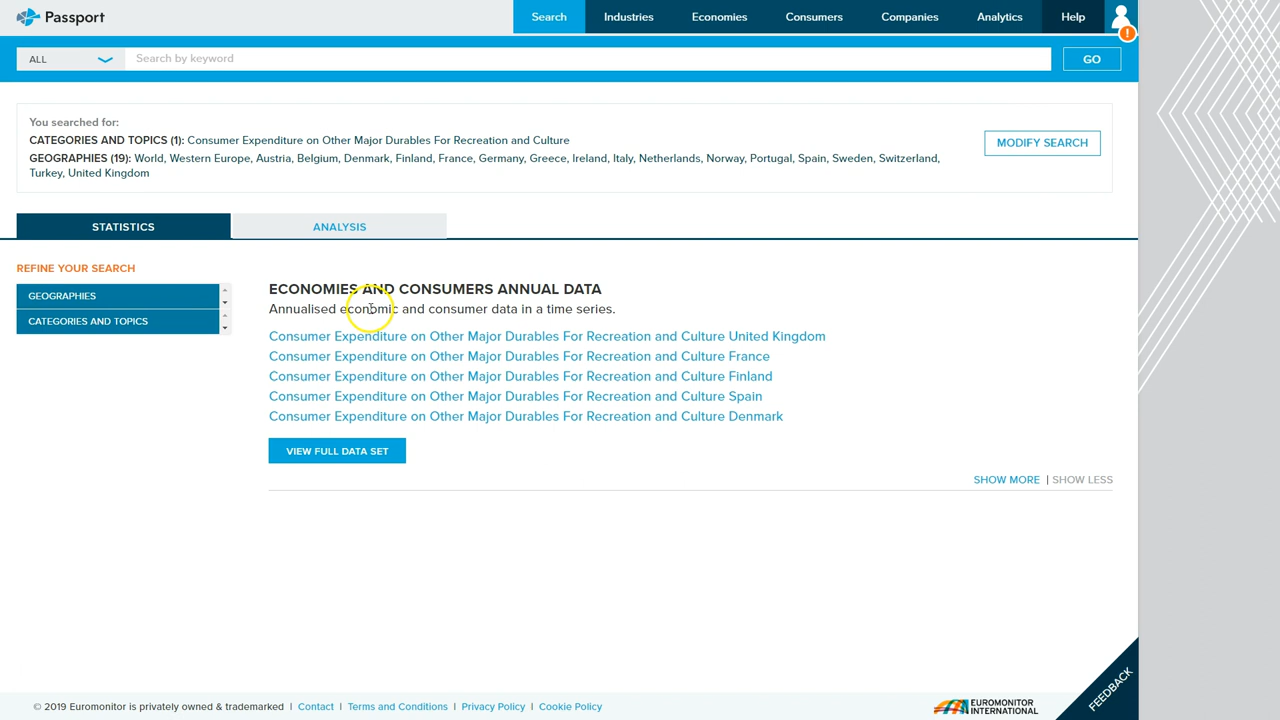 Passport
Search Industries Economies Consumers Companies Analytics Help
!
ALL Search by keyword GO
You searched for:
CATEGORIES AND TOPICS (1): Consumer Expenditure on Other Major Durables For Recreation and Culture
MODIFY SEARCH
GEOGRAPHIES (19): World, Western Europe, Austria, Belgium, Denmark, Finland, France, Germany, Greece, Ireland, Italy, Netherlands, Norway, Portugal, Spain, Sweden, Switzerland,
Turkey, United Kingdom
STATISTICS ANALYSIS
REFINE YOUR SEARCH
GEOGRAPHIES
CATEGORIES AND TOPICS
ECONOMIES AND CONSUMERS ANNUAL DATA
Annualised economic and consumer data in a time series.
Consumer Expenditure on Other Major Durables For Recreation and Culture United Kingdom
Consumer Expenditure on Other Major Durables For Recreation and Culture France
Consumer Expenditure on Other Major Durables For Recreation and Culture Finland
Consumer Expenditure on Other Major Durables For Recreation and Culture Spain
Consumer Expenditure on Other Major Durables For Recreation and Culture Denmark
VIEW FULL DATA SET
SHOW MORE | SHOW LESS
© 2019 Euromonitor is privately owned & trademarked | Contact | Terms and Conditions | Privacy Policy | Cookie Policy
EUROMONITOR
INTERNATIONAL
FEEDBACK